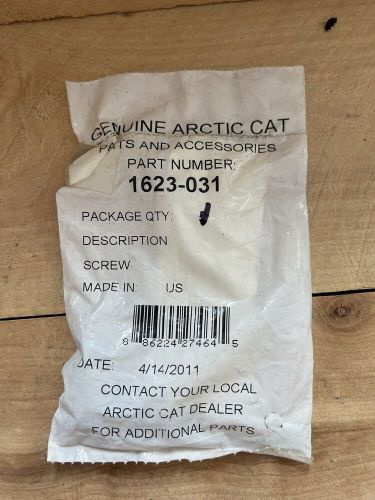 GENUINE ARCTIC CAT
PARTS AND ACCESSORIES
PART NUMBER:
1623-031
PACKAGE QTY:
DESCRIPTION
SCREW
MADE IN: US
8 86224 27464 5
DATE: 4/14/2011
CONTACT YOUR LOCAL
ARCTIC CAT DEALER
FOR ADDITIONAL PARTS